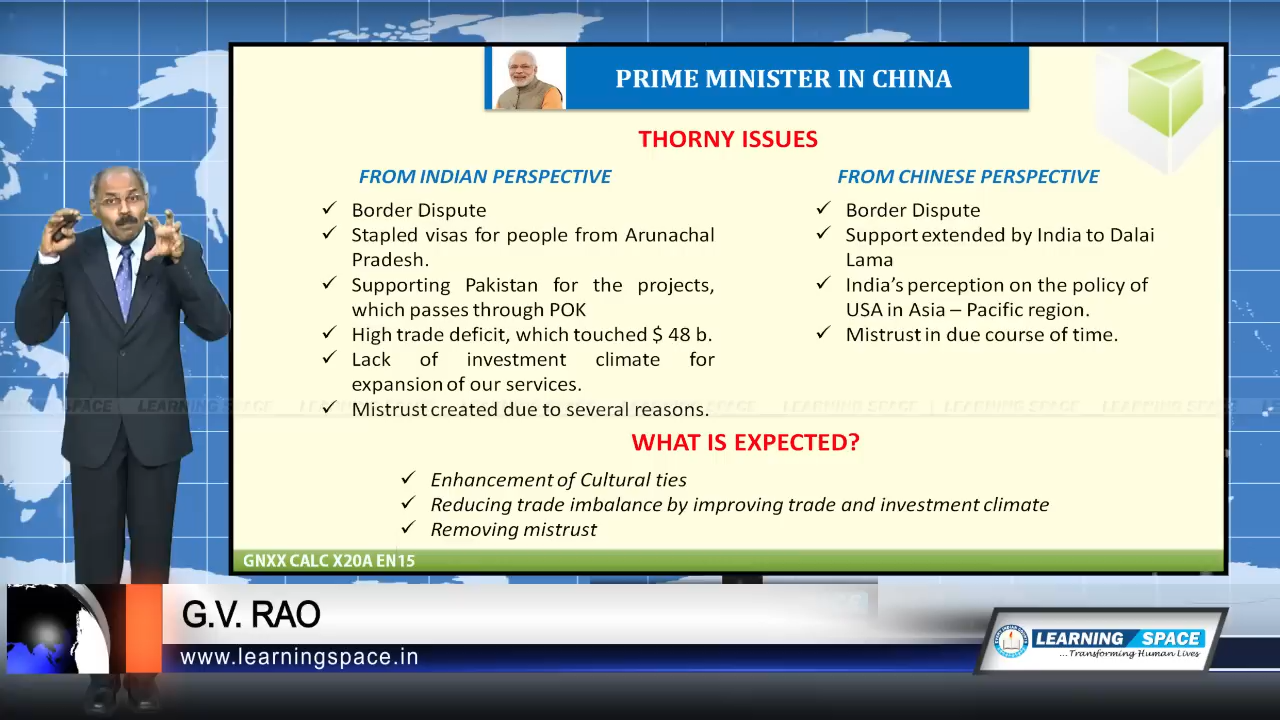 PRIME MINISTER IN CHINA
THORNY ISSUES
FROM INDIAN PERSPECTIVE
✓ Border Dispute
✓ Stapled visas for people from Arunachal
Pradesh.
✓ Supporting Pakistan for the projects,
which passes through POK
✓ High trade deficit, which touched $ 48 b.
✓ Lack of investment climate for
expansion of our services.
✓ Mistrust created due to several reasons.
FROM CHINESE PERSPECTIVE
✓ Border Dispute
✓ Support extended by India to Dalai
Lama
✓ India's perception on the policy of
USA in Asia – Pacific region.
✓ Mistrust in due course of time.
WHAT IS EXPECTED?
✓ Enhancement of Cultural ties
✓ Reducing trade imbalance by improving trade and investment climate
✓ Removing mistrust
GNXX CALC X20A EN15
G.V. RAO
www.learningspace.in
LEARNING SPACE
...Transforming Human Lives